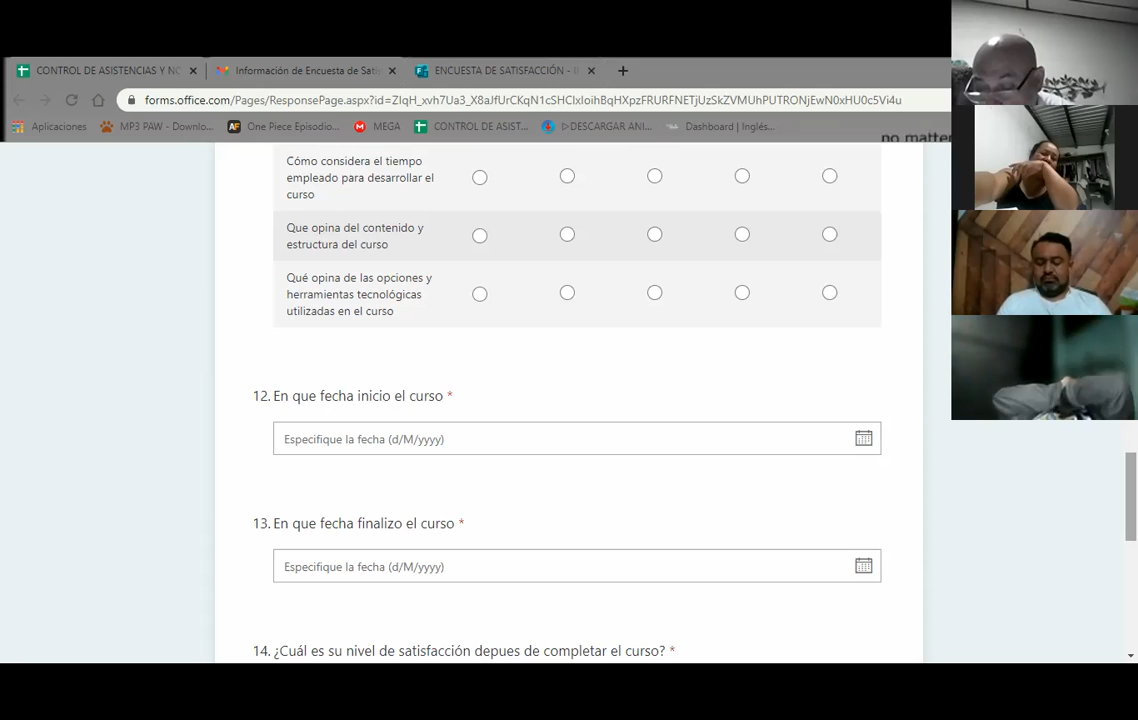 CONTROL DE ASISTENCIAS Y NO
Información de Encuesta de Satis
ENCUESTA DE SATISFACCIÓN - I
forms.office.com/Pages/ResponsePage.aspx?id=ZIqH_xvh7Ua3_X8aJfUrCKqN1cSHCIxIoihBqHXpzFRURFNETjUzSkZVMUhPUTRONjEwN0xHU0c5Vi4u
Aplicaciones
MP3 PAW - Downlo...
One Piece Episodio...
MEGA
CONTROL DE ASIST...
▷DESCARGAR ANI...
Dashboard | Inglés...
no matter
Cómo considera el tiempo
empleado para desarrollar el
curso
Que opina del contenido y
estructura del curso
Qué opina de las opciones y
herramientas tecnológicas
utilizadas en el curso
12. En que fecha inicio el curso *
Especifique la fecha (d/M/yyyy)
13. En que fecha finalizo el curso *
Especifique la fecha (d/M/yyyy)
14. ¿Cuál es su nivel de satisfacción depues de completar el curso? *